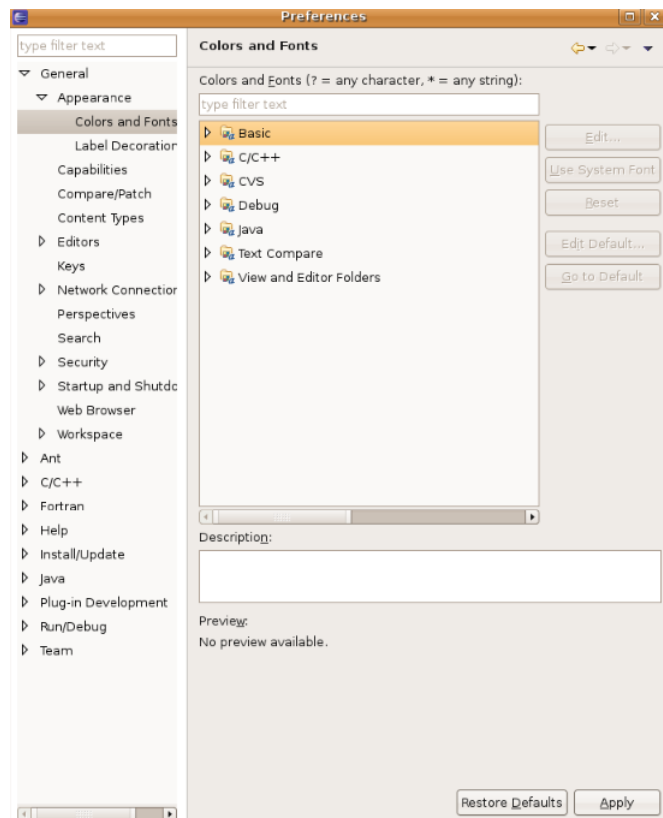 Preferences
type filter text
General
Appearance
Colors and Fonts
Label Decoration
Capabilities
Compare/Patch
Content Types
Editors
Keys
Network Connection
Perspectives
Search
Security
Startup and Shutdo
Web Browser
Workspace
Ant
C/C++
Fortran
Help
Install/Update
Java
Plug-in Development
Run/Debug
Team
Colors and Fonts
Colors and Fonts (? = any character, * = any string):
type filter text
Basic
C/C++
CVS
Debug
Java
Text Compare
View and Editor Folders
Edit...
Use System Font
Reset
Edit Default...
Go to Default
Description:
Preview:
No preview available.
Restore Defaults
Apply